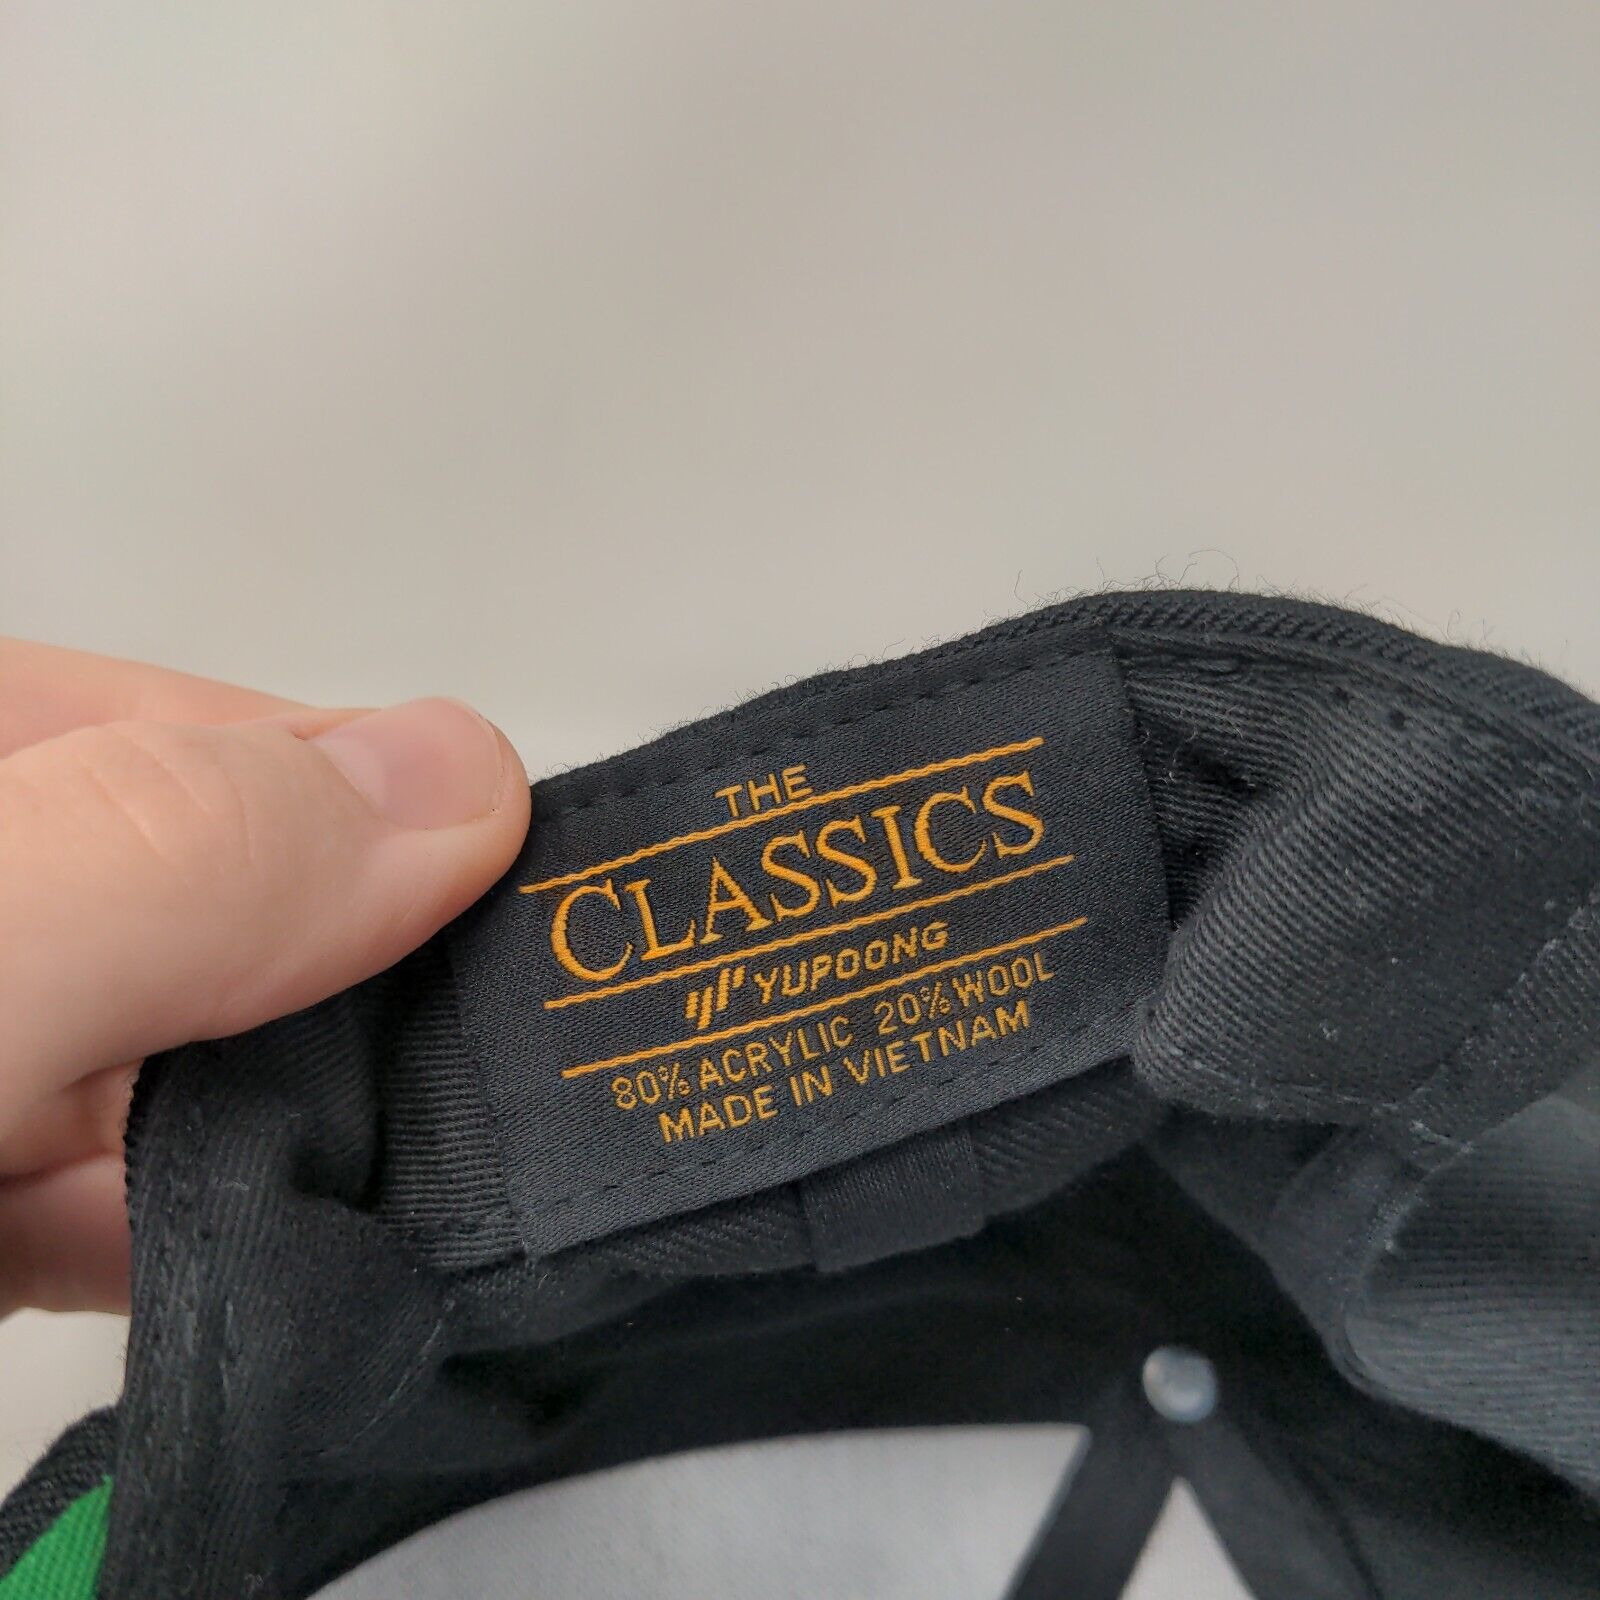 THE
CLASSICS
YUPOONG
80% ACRYLIC 20% WOOL
MADE IN VIETNAM